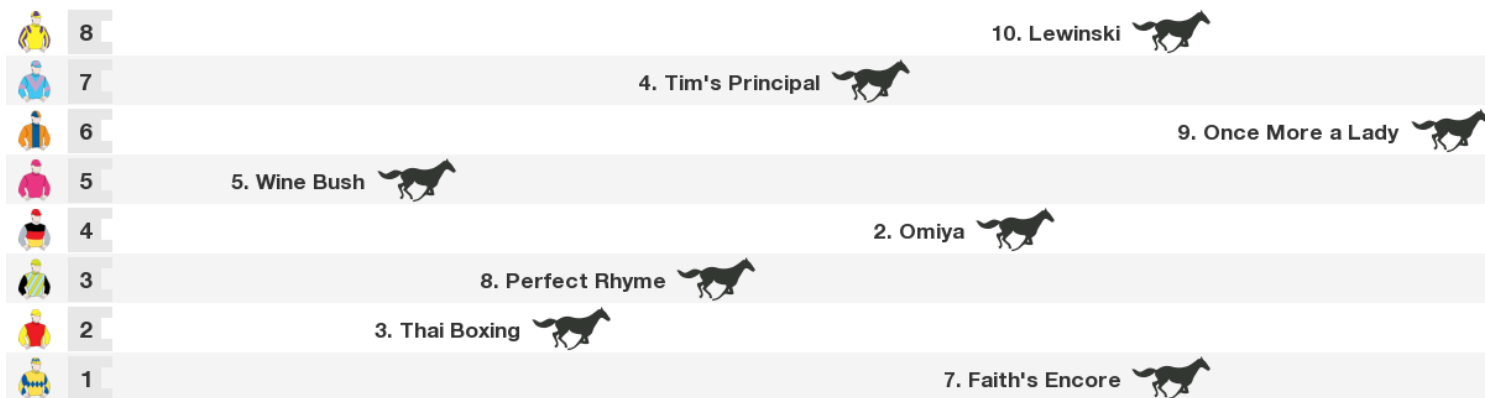 8 10. Lewinski
7 4. Tim's Principal
6 9. Once More a Lady
5 5. Wine Bush
4 2. Omiya
3 8. Perfect Rhyme
2 3. Thai Boxing
1 7. Faith's Encore